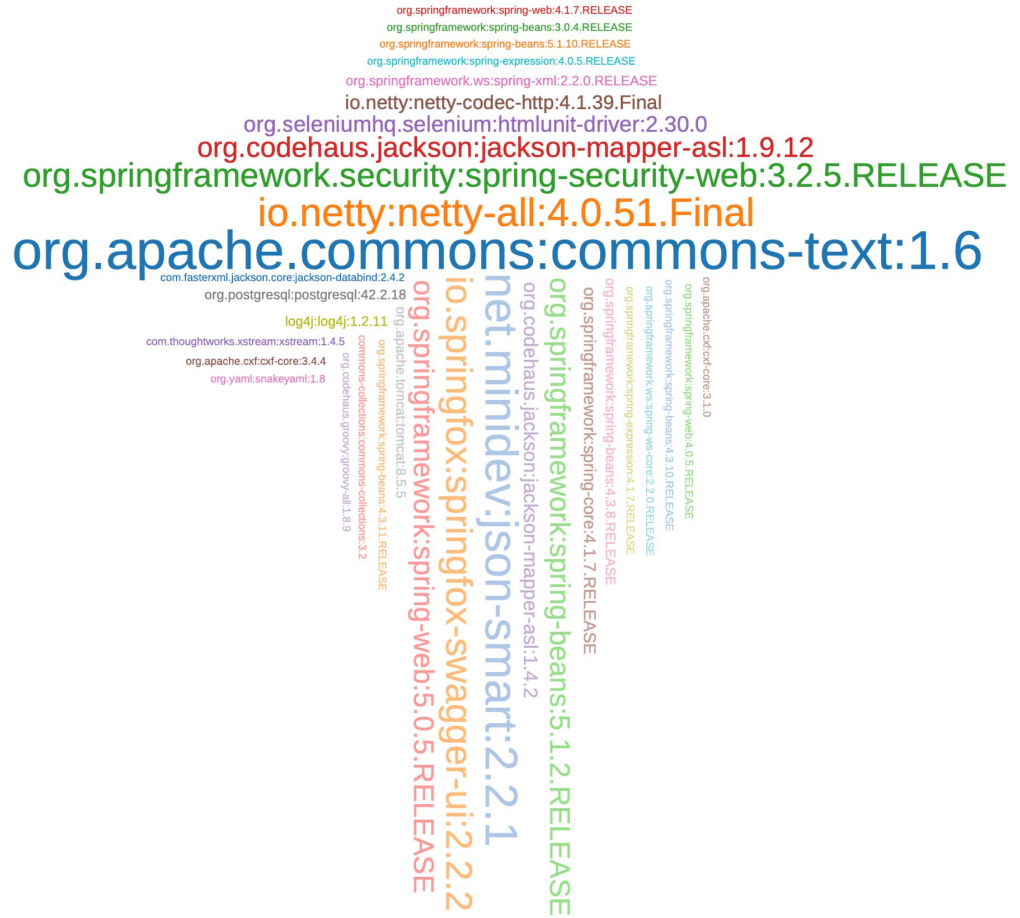 org.springframework:spring-web:4.1.7.RELEASE
org.springframework:spring-beans:3.0.4.RELEASE
org.springframework:spring-beans:5.1.10.RELEASE
org.springframework:spring-expression:4.0.5.RELEASE
org.springframework.ws:spring-xml:2.2.0.RELEASE
io.netty:netty-codec-http:4.1.39.Final
org.seleniumhq.selenium:htmlunit-driver:2.30.0
org.codehaus.jackson:jackson-mapper-asl:1.9.12
org.springframework.security:spring-security-web:3.2.5.RELEASE
io.netty:netty-all:4.0.51.Final
org.apache.commons:commons-text:1.6
com.fasterxml.jackson.core:jackson-databind:2.4.2
org.postgresql:postgresql:42.2.18
log4j:log4j:1.2.11
com.thoughtworks.xstream:xstream:1.4.5
org.apache.cxf:cxf-core:3.4.4
org.yaml:snakeyaml:1.8
org.codehaus.groovy:groovy-all:1.8.9
commons-collections:commons-collections:3.2
org.springframework:spring-beans:4.3.11.RELEASE
org.apache.tomcat:tomcat:8.5.5
org.springframework:spring-web:5.0.5.RELEASE
io.springfox:springfox-swagger-ui:2.2.2
net.minidev:json-smart:2.2.1
org.codehaus.jackson:jackson-mapper-asl:1.4.2
org.springframework:spring-beans:5.1.2.RELEASE
org.springframework:spring-core:4.1.7.RELEASE
org.springframework:spring-beans:4.3.8.RELEASE
org.springframework:spring-expression:4.1.7.RELEASE
org.springframework.ws:spring-ws-core:2.2.0.RELEASE
org.springframework:spring-beans:4.3.10.RELEASE
org.springframework:spring-web:4.0.5.RELEASE
org.apache.cxf:cxf-core:3.1.0